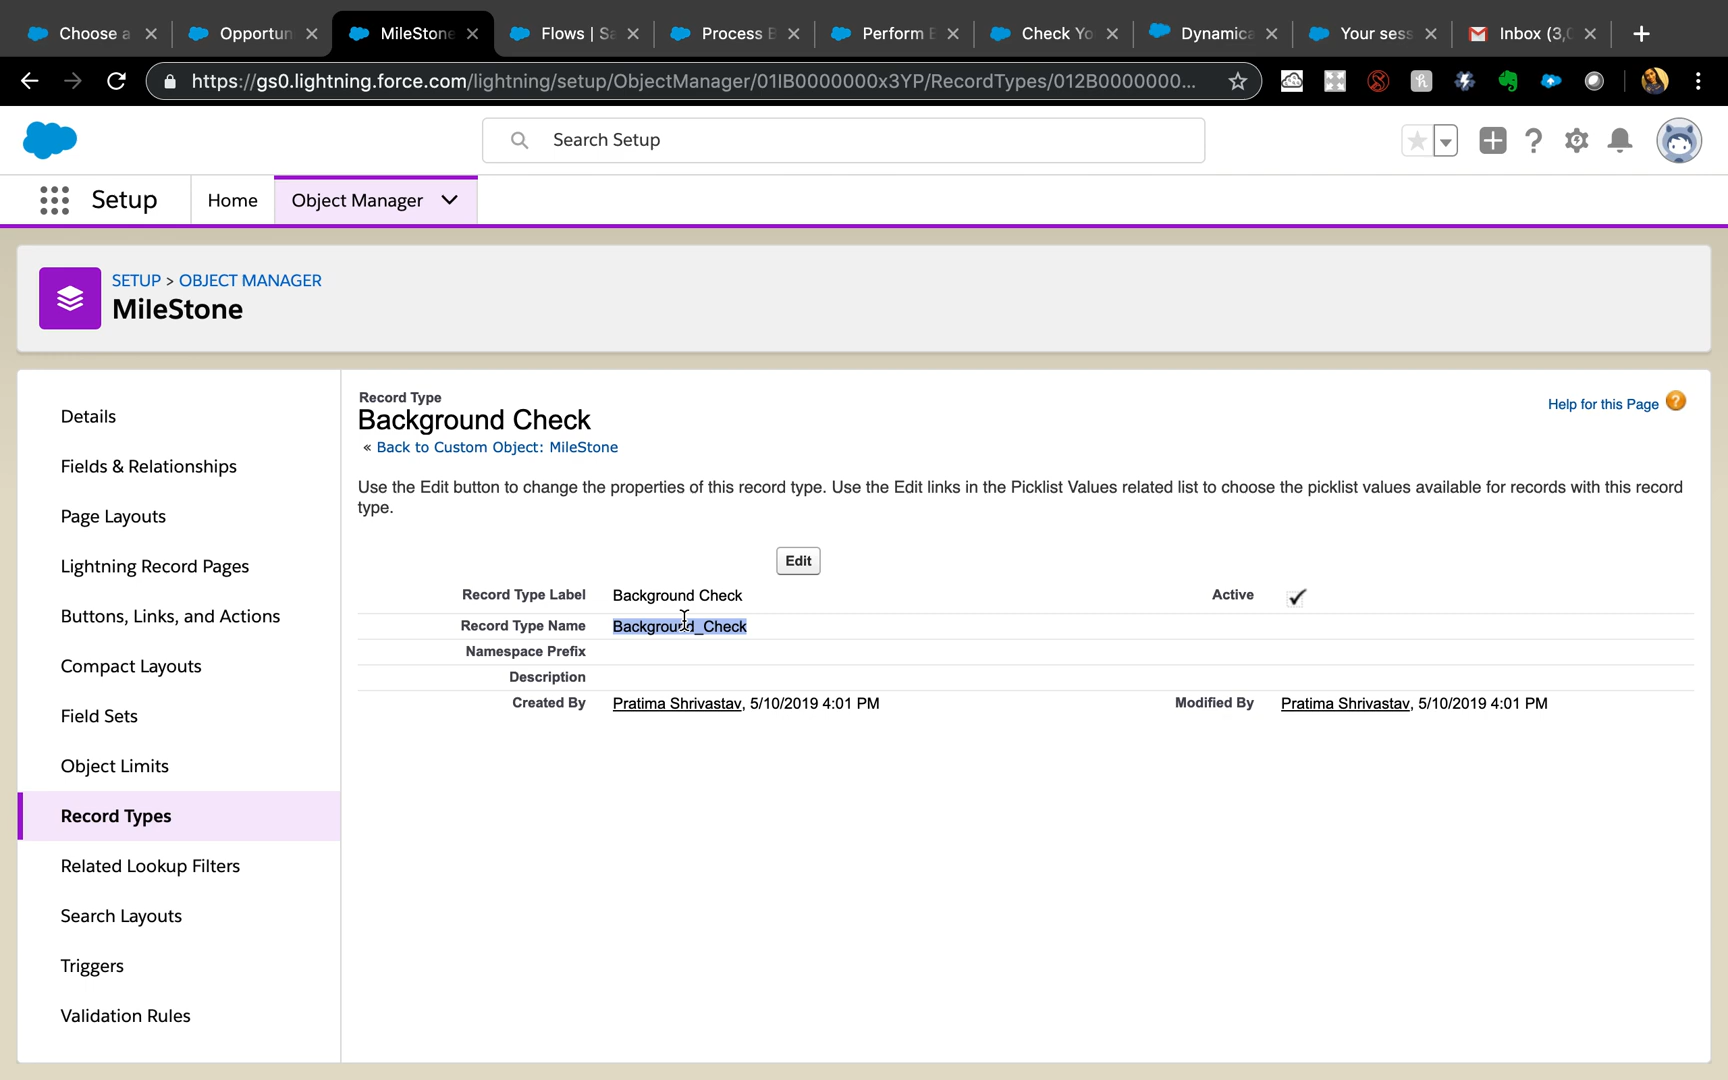 Choose a
Opportun
MileStone
Flows | Sa
Process B
Perform E
Check Yo
Dynamica
Your sess
Inbox (3,0
https://gs0.lightning.force.com/lightning/setup/ObjectManager/01IB0000000x3YP/RecordTypes/012B0000000...
Search Setup
Setup
Home
Object Manager
SETUP > OBJECT MANAGER
MileStone
Details
Fields & Relationships
Page Layouts
Lightning Record Pages
Buttons, Links, and Actions
Compact Layouts
Field Sets
Object Limits
Record Types
Related Lookup Filters
Search Layouts
Triggers
Validation Rules
Record Type
Background Check
« Back to Custom Object: MileStone
Help for this Page ?
Use the Edit button to change the properties of this record type. Use the Edit links in the Picklist Values related list to choose the picklist values available for records with this record
type.
Edit
Record Type Label Background Check Active
Record Type Name Background_Check
Namespace Prefix
Description
Created By Pratima Shrivastav, 5/10/2019 4:01 PM Modified By Pratima Shrivastav, 5/10/2019 4:01 PM